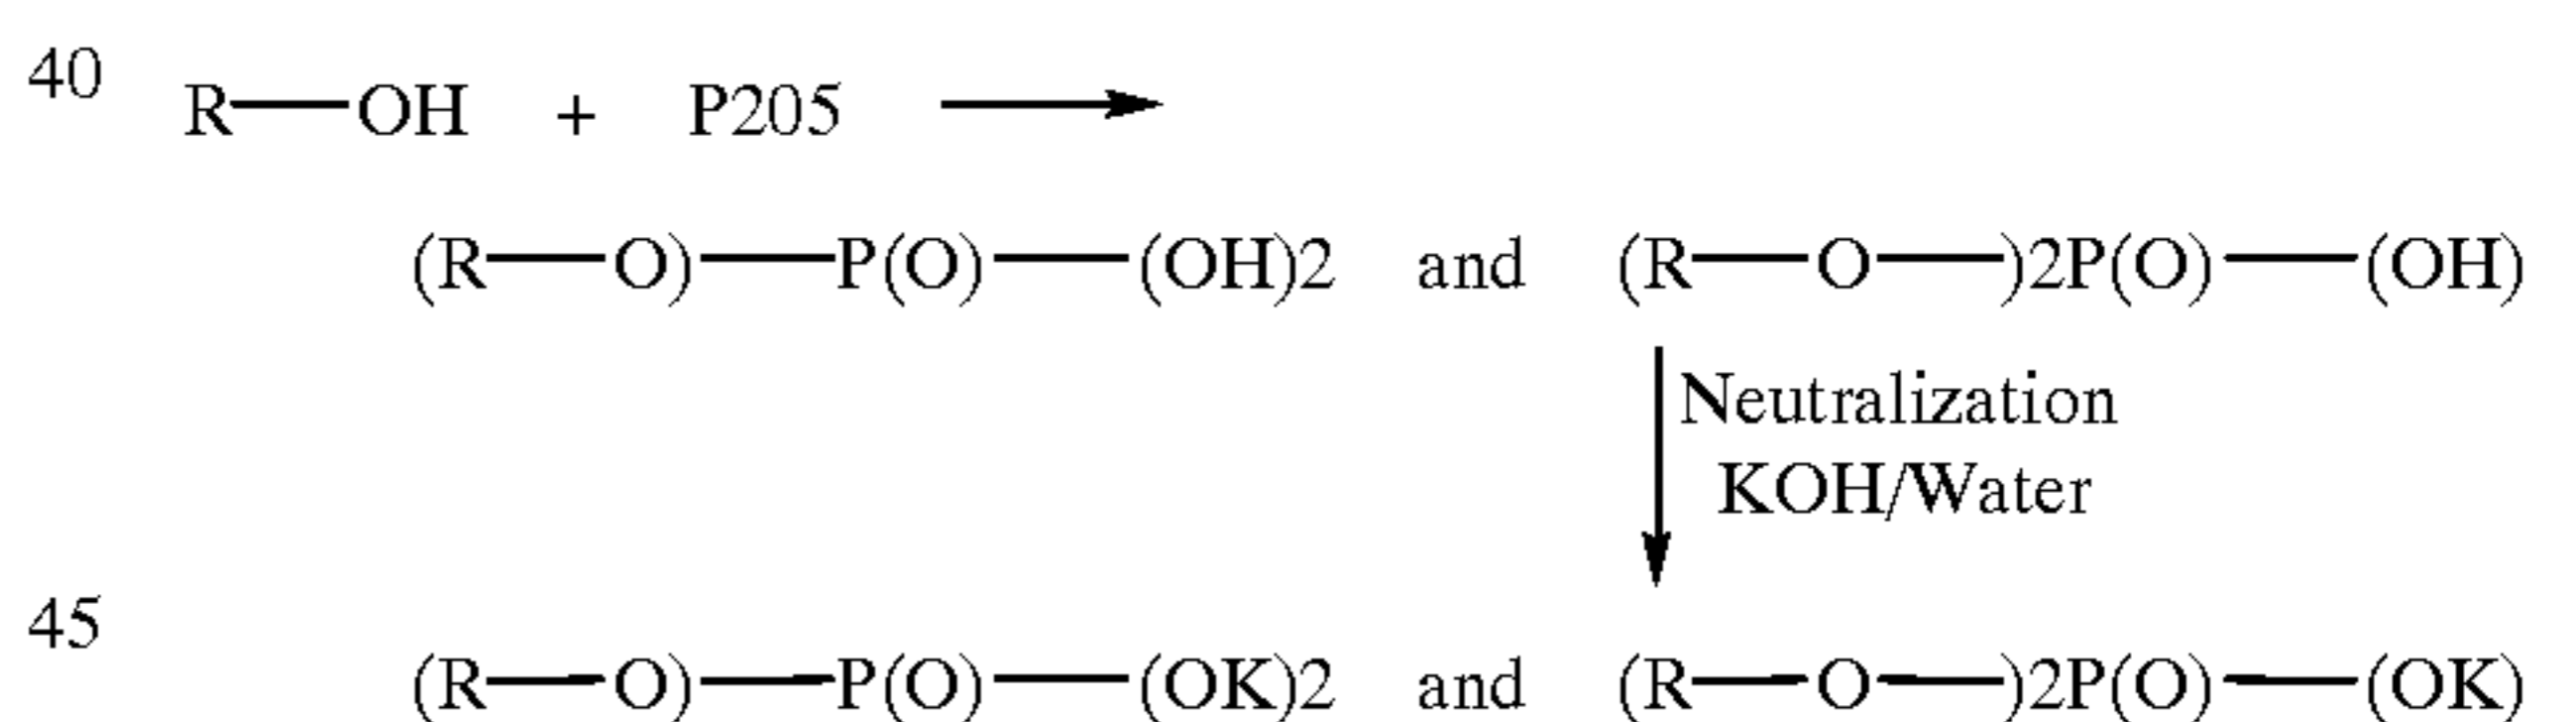 40 R—OH + P205 →
(R—O)—P(O)—(OH)2 and (R—O—)2P(O)—(OH)
Neutralization
KOH/Water
45
(R—O)—P(O)—(OK)2 and (R—O—)2P(O)—(OK)